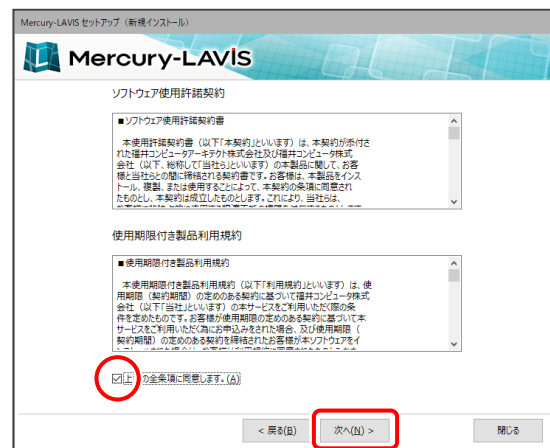 Mercury-LAVIS セットアップ（新規インストール）
Mercury-LAVIS
ソフトウェア使用許諾契約
■ソフトウェア使用許諾契約書
本使用許諾契約書（以下「本契約」といいます）は、本契約が添付さ
れた福井コンピュータアーキテクト株式会社及び福井コンピュータ株式
会社（以下、総称して「当社ら」といいます）の本製品に関して、お客
様と当社らとの間に締結される契約書です。お客様は、本製品をインス
トール、複製、または使用することによって、本契約の条項に同意され
たものとし、本契約は成立したものとします。これにより、当社らは、
使用期限付き製品利用規約
■使用期限付き製品利用規約
本使用期限付き製品利用規約（以下「利用規約」といいます）は、使
用期限（契約期間）の定めのある契約に基づいて福井コンピュータ株式
会社（以下「当社」といいます）の本サービスをご利用いただく際の条
件を定めたものです。お客様が使用期限の定めのある契約に基づいて本
サービスをご利用いただく為にお申込みをされた場合、及び使用期限（
契約期間）の定めのある契約を締結されたお客様が本ソフトウェアをイ
上 の全条項に同意します。(A)
< 戻る(B) 次へ(N) > 閉じる